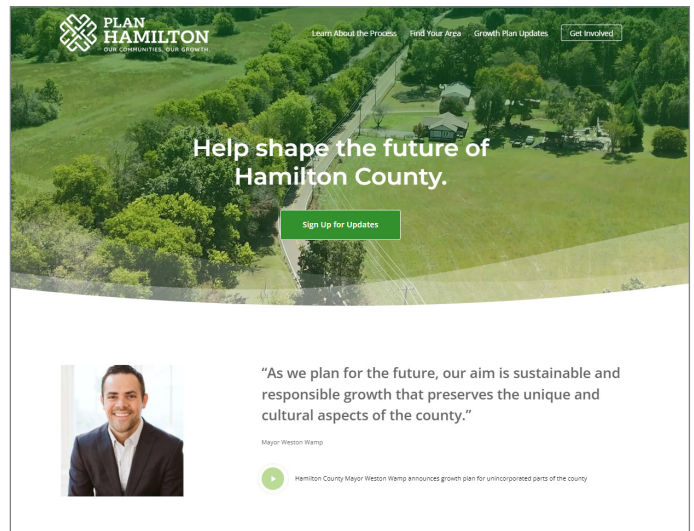 PLAN
HAMILTON
OUR COMMUNITIES, OUR GROWTH.
Learn About the Process Find Your Area Growth Plan Updates Get Involved
Help shape the future of
Hamilton County.
Sign Up for Updates
“As we plan for the future, our aim is sustainable and
responsible growth that preserves the unique and
cultural aspects of the county.”
Mayor Weston Wamp
Hamilton County Mayor Weston Wamp announces growth plan for unincorporated parts of the county